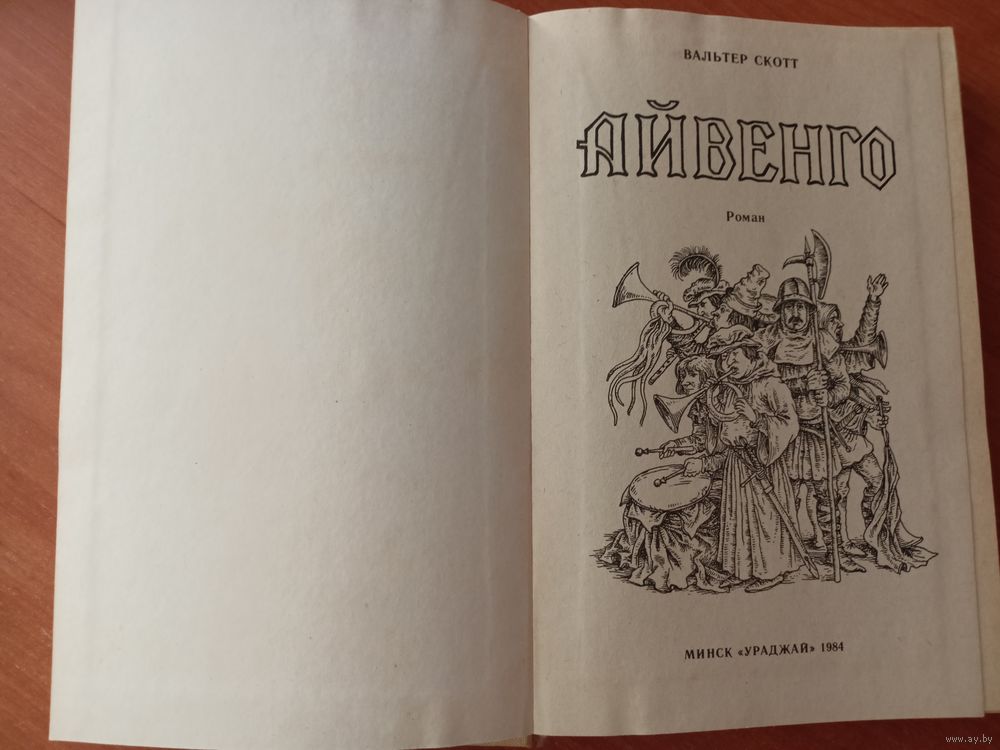 ВАЛЬТЕР СКОТТ
АЙВЕНГО
Роман
МИНСК «УРАДЖАЙ» 1984
www.ay.by